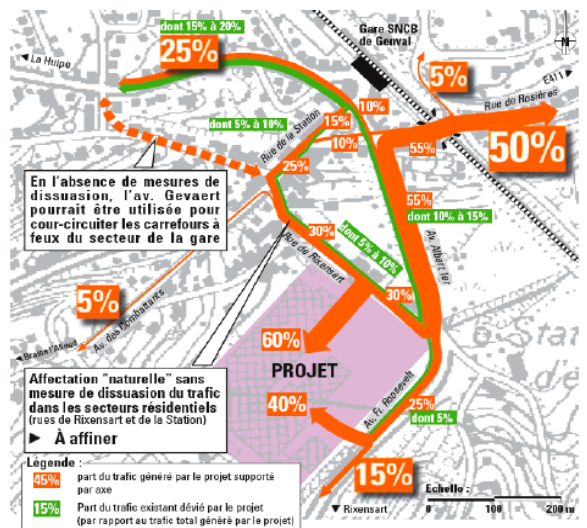 dont 15% à 20%
25%
La Hulpe
Gare SNCB
de Genval
N
5%
E411
Rue de Rosières
50%
10%
15%
dont 5% à 10%
Rue de la Station
10%
55%
25%
En l'absence de mesures de
dissuasion, l'av. Gevaert
pourrait être utilisée pour
cour-circuiter les carrefours à
feux du secteur de la gare
55%
dont 10% à 15%
Av. Albert Ier
30%
dont 5% à 10%
Rue de Rixensart
30%
5%
Av. des Combattants
Braine l'Alleud
60%
PROJET
40%
Av. Fr. Roosevelt
25%
dont 5%
15%
Rixensart
Affectation "naturelle" sans
mesure de dissuasion du trafic
dans les secteurs résidentiels
(rues de Rixensart et de la Station)
► À affiner
Légende :
45% part du trafic généré par le projet supporté
par axe
15% Part du trafic existant dévié par le projet
(par rapport au trafic total généré par le projet)
Echelle :
0 100 200 m